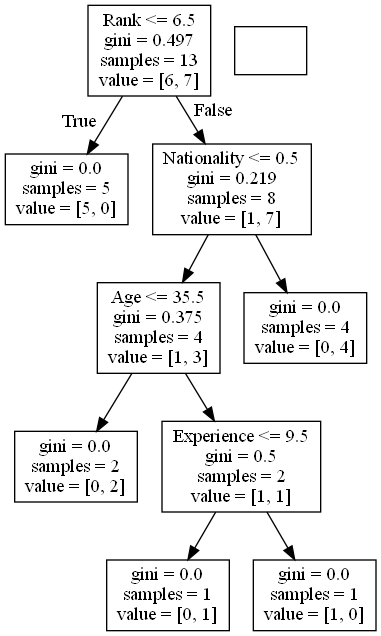 Rank <= 6.5
gini = 0.497
samples = 13
value = [6, 7]
True
False
gini = 0.0
samples = 5
value = [5, 0]
Nationality <= 0.5
gini = 0.219
samples = 8
value = [1, 7]
Age <= 35.5
gini = 0.375
samples = 4
value = [1, 3]
gini = 0.0
samples = 4
value = [0, 4]
gini = 0.0
samples = 2
value = [0, 2]
Experience <= 9.5
gini = 0.5
samples = 2
value = [1, 1]
gini = 0.0
samples = 1
value = [0, 1]
gini = 0.0
samples = 1
value = [1, 0]